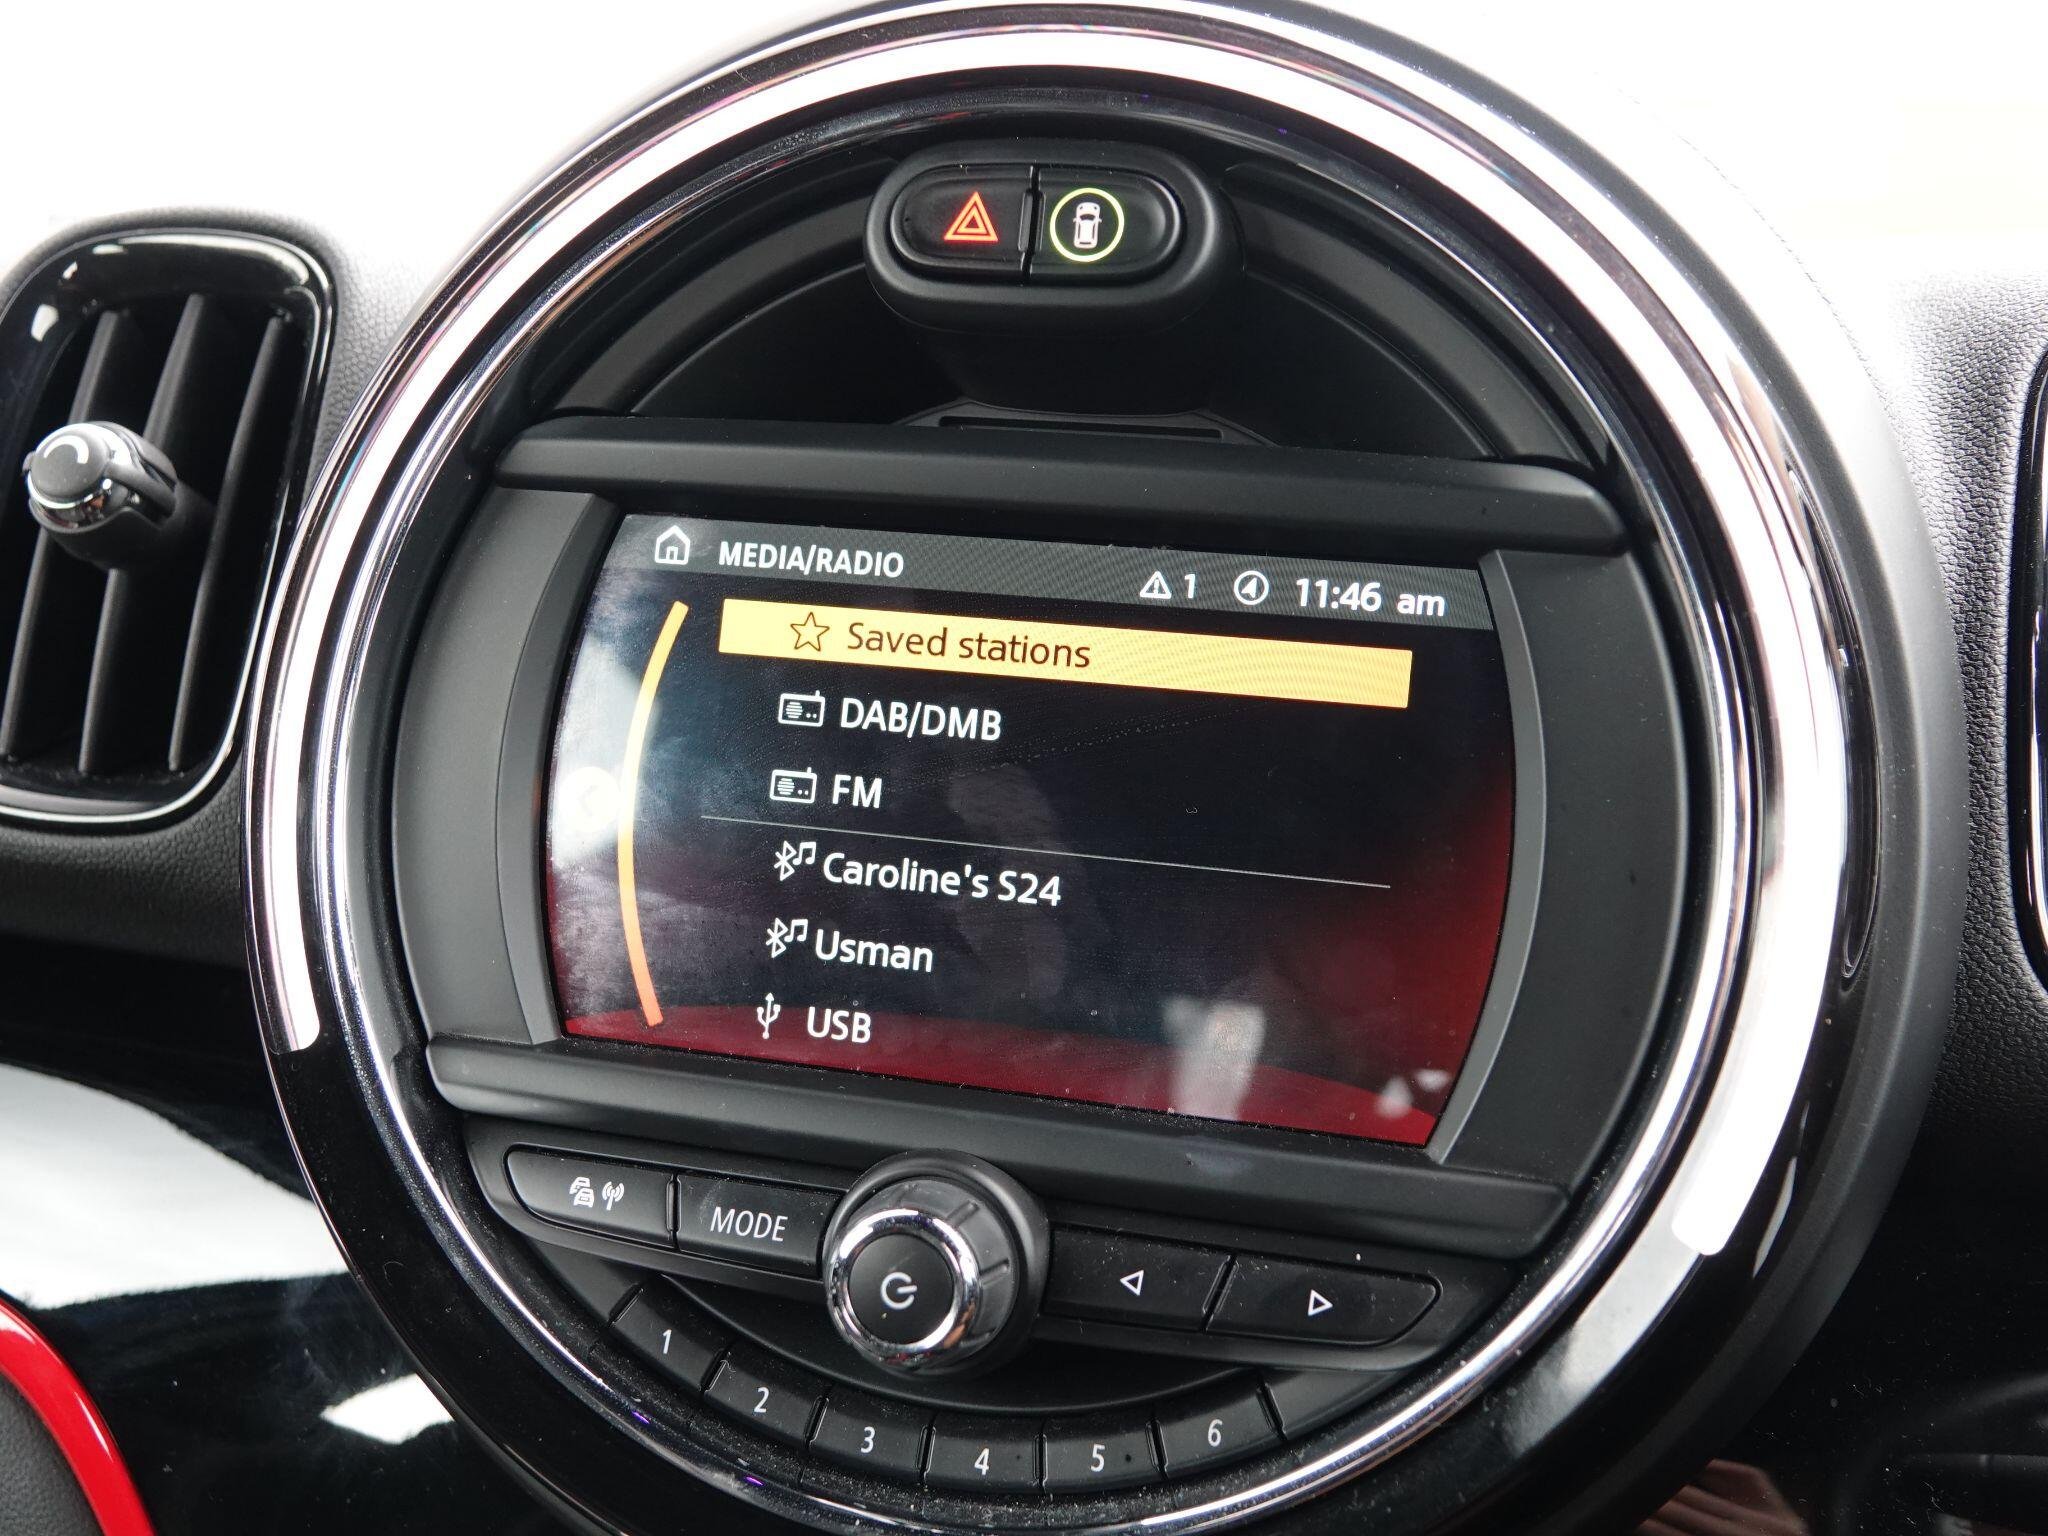 MEDIA/RADIO 1 11:46 am
Saved stations
DAB/DMB
FM
Caroline's S24
Usman
USB
MODE
1 2 3 4 5 6